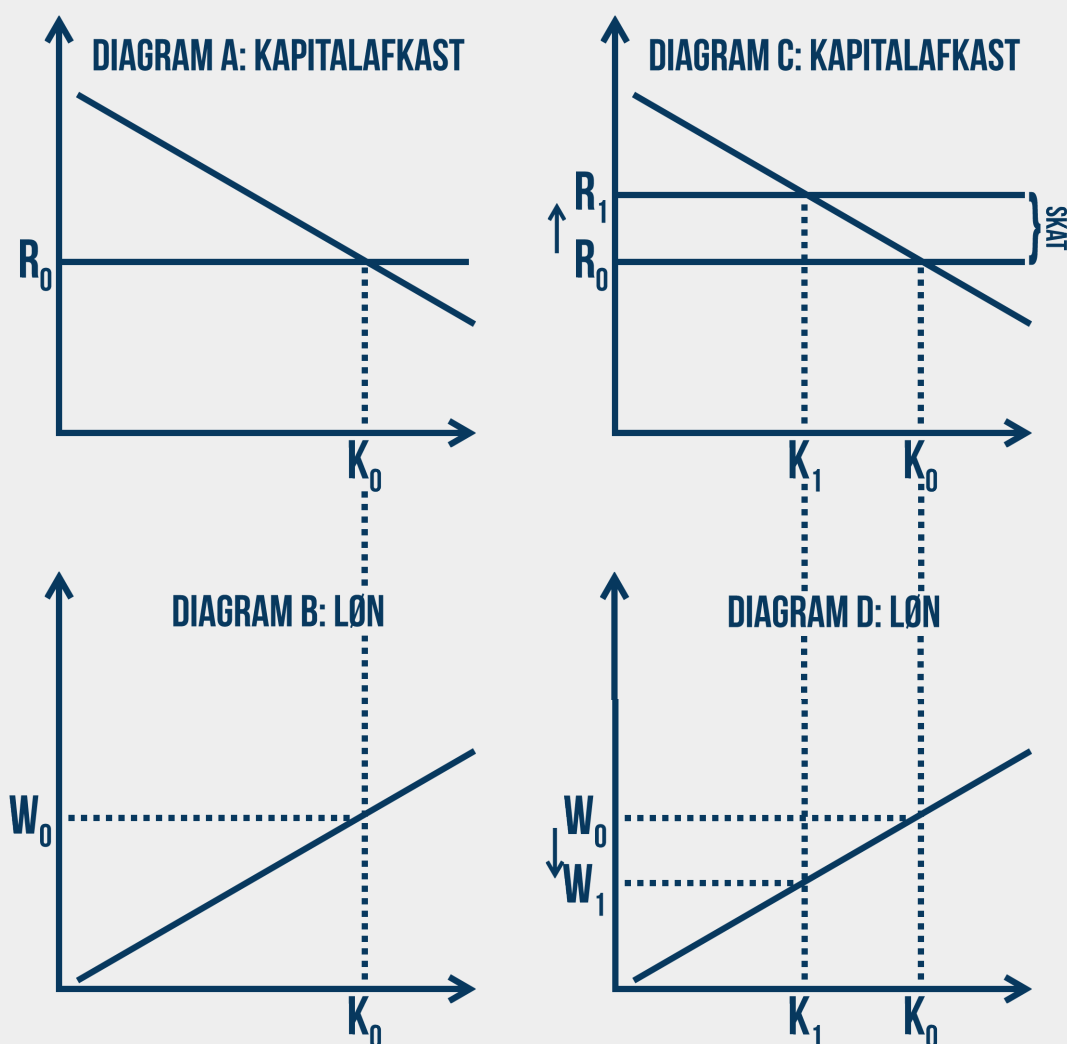 DIAGRAM A: KAPITALAFKAST
R0
K0
DIAGRAM C: KAPITALAFKAST
R1
R0
SKAT
K1 K0
DIAGRAM B: LØN
W0
K0
DIAGRAM D: LØN
W0
W1
K1 K0